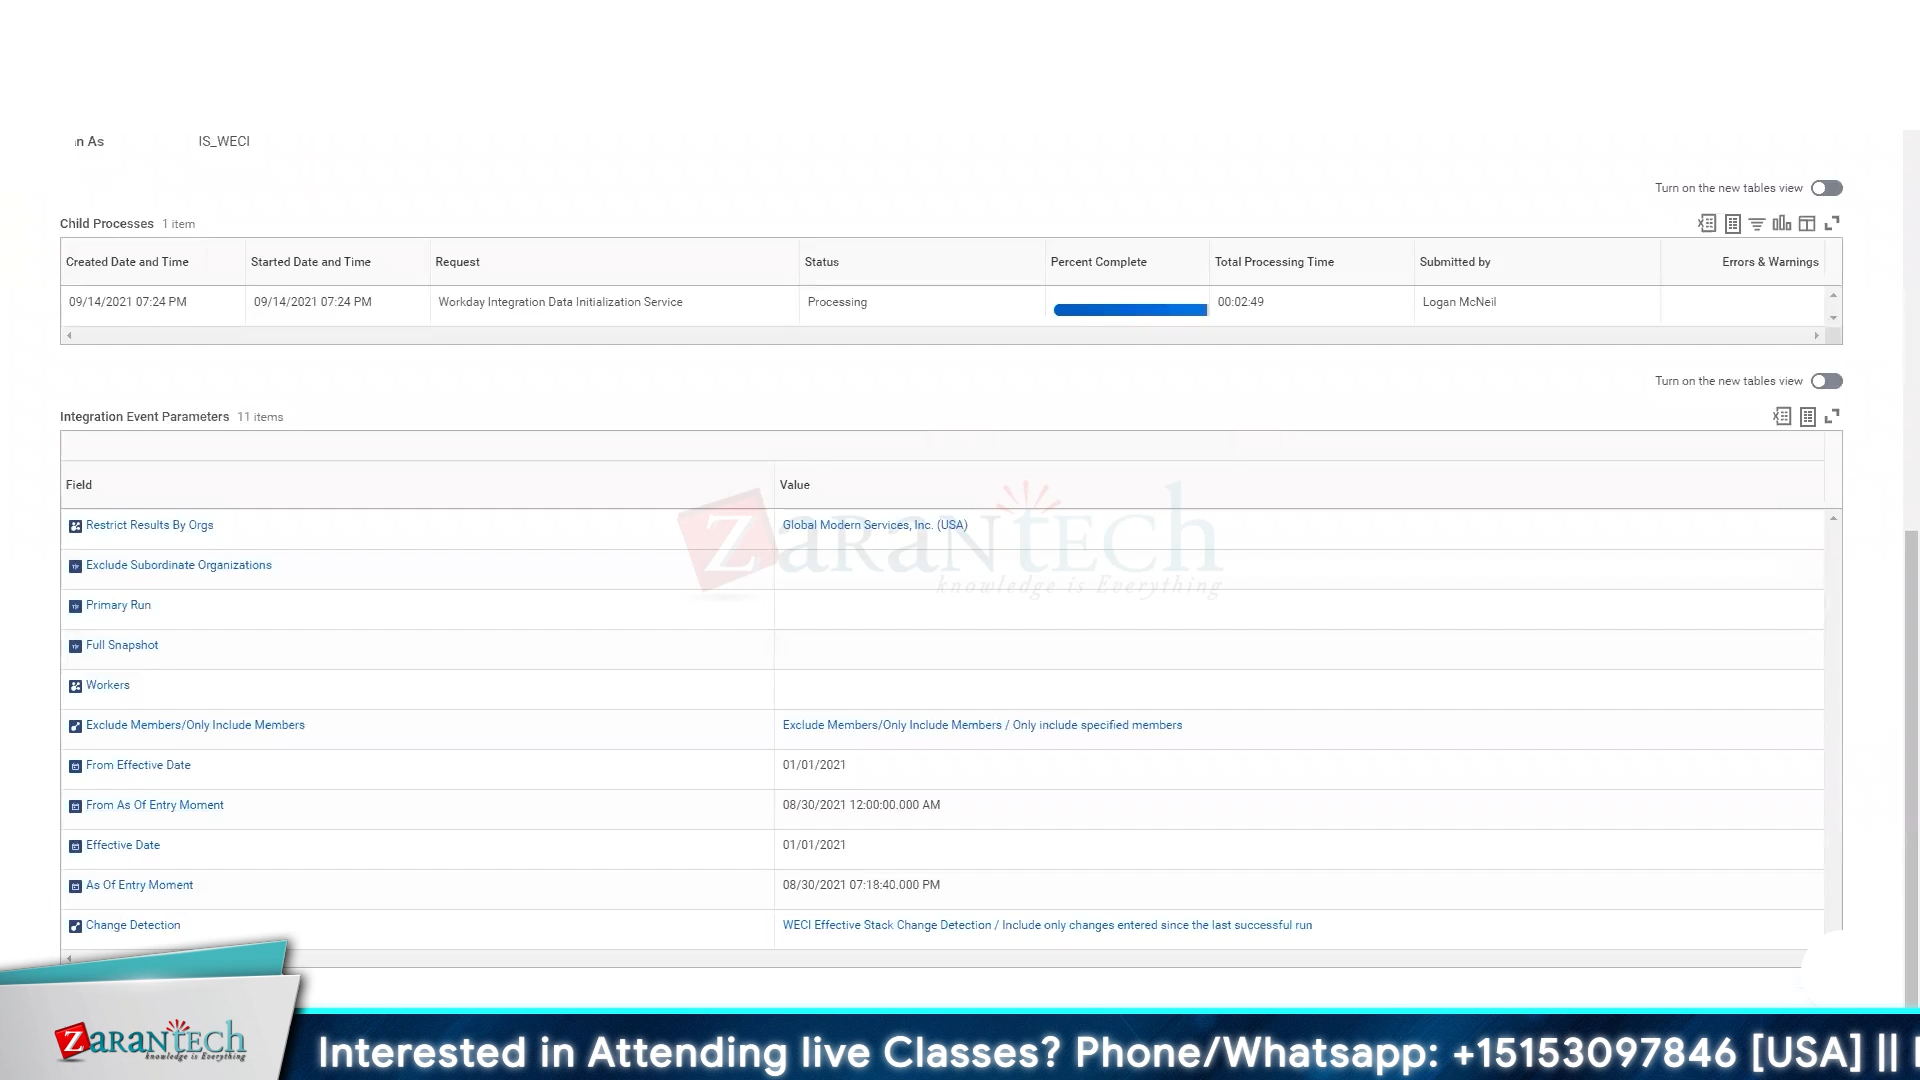 n As IS_WECI
Turn on the new tables view
Child Processes 1 item
Created Date and Time Started Date and Time Request Status Percent Complete Total Processing Time Submitted by Errors & Warnings
09/14/2021 07:24 PM 09/14/2021 07:24 PM Workday Integration Data Initialization Service Processing 00:02:49 Logan McNeil
Turn on the new tables view
Integration Event Parameters 11 items
Field Value
Restrict Results By Orgs Global Modern Services, Inc. (USA)
Exclude Subordinate Organizations
Primary Run
Full Snapshot
Workers
Exclude Members/Only Include Members Exclude Members/Only Include Members / Only include specified members
From Effective Date 01/01/2021
From As Of Entry Moment 08/30/2021 12:00:00.000 AM
Effective Date 01/01/2021
As Of Entry Moment 08/30/2021 07:18:40.000 PM
Change Detection WECI Effective Stack Change Detection / Include only changes entered since the last successful run
ZaraNtech
knowledge is Everything
ZaraNtech
knowledge is Everything
Interested in Attending live Classes? Phone/Whatsapp: +15153097846 [USA] ||